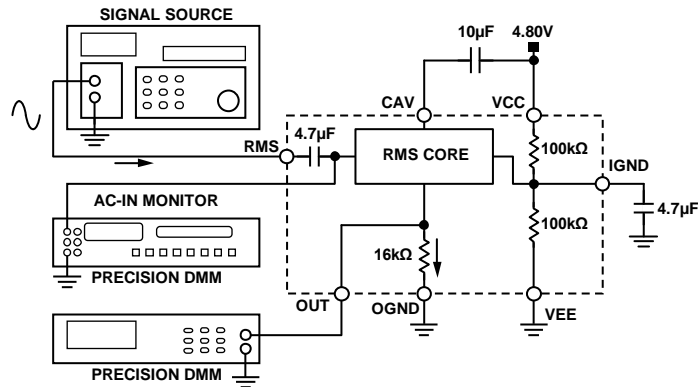 SIGNAL SOURCE
10µF
4.80V
CAV
VCC
4.7µF
100kΩ
RMS
RMS CORE
IGND
AC-IN MONITOR
4.7µF
100kΩ
16kΩ
PRECISION DMM
OUT
OGND
VEE
PRECISION DMM